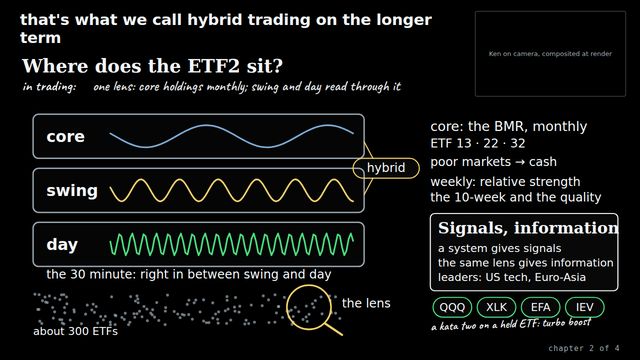 that's what we call hybrid trading on the longer
term
Ken on camera, composited at render
Where does the ETF2 sit?
in trading: one lens: core holdings monthly; swing and day read through it
core
swing
day
hybrid
the 30 minute: right in between swing and day
the lens
about 300 ETFs
core: the BMR, monthly
ETF 13 · 22 · 32
poor markets → cash
weekly: relative strength
the 10-week and the quality
Signals, information
a system gives signals
the same lens gives information
leaders: US tech, Euro-Asia
QQQ XLK EFA IEV
a kata two on a held ETF: turbo boost
chapter 2 of 4